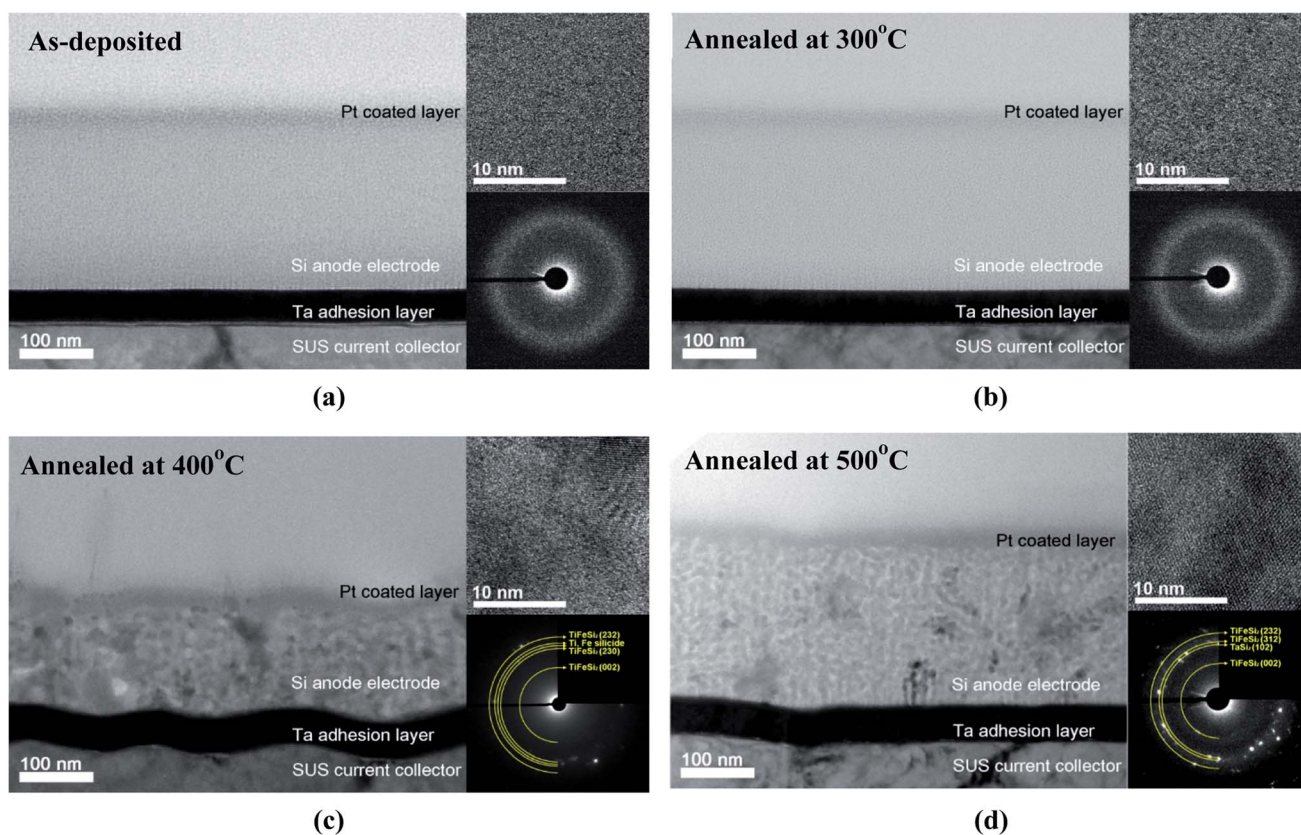 As-deposited
Pt coated layer
Si anode electrode
Ta adhesion layer
SUS current collector
100 nm
10 nm
(a)
Annealed at 300°C
Pt coated layer
Si anode electrode
Ta adhesion layer
SUS current collector
100 nm
10 nm
(b)
Annealed at 400°C
Pt coated layer
Si anode electrode
Ta adhesion layer
SUS current collector
100 nm
10 nm
TiFeSi₂(232)
Ti, Fe silicide
TiFeSi₂(230)
TiFeSi₂(002)
(c)
Annealed at 500°C
Pt coated layer
Si anode electrode
Ta adhesion layer
SUS current collector
100 nm
10 nm
TiFeSi₂(232)
TiFeSi₂(312)
TaSi₂(102)
TiFeSi₂(002)
(d)